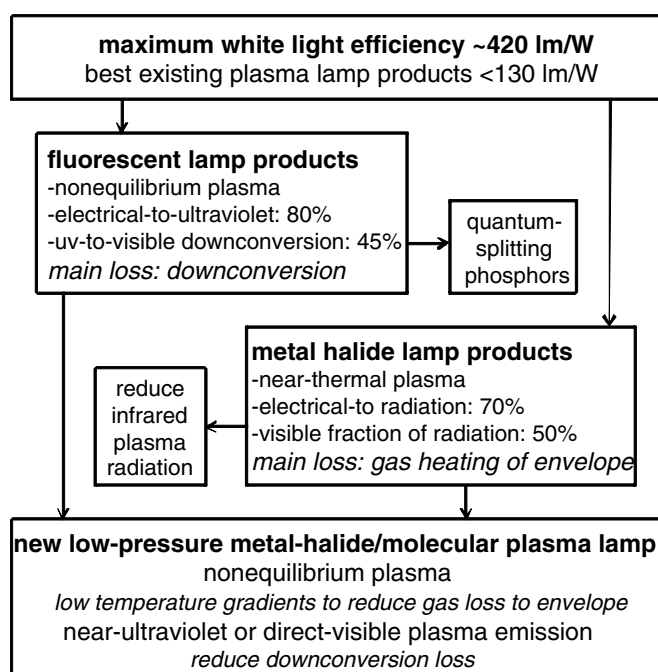 maximum white light efficiency ~420 lm/W
best existing plasma lamp products <130 lm/W
fluorescent lamp products
-nonequilibrium plasma
-electrical-to-ultraviolet: 80%
-uv-to-visible downconversion: 45%
main loss: downconversion
quantum-
splitting
phosphors
metal halide lamp products
-near-thermal plasma
-electrical-to radiation: 70%
-visible fraction of radiation: 50%
main loss: gas heating of envelope
reduce
infrared
plasma
radiation
new low-pressure metal-halide/molecular plasma lamp
nonequilibrium plasma
low temperature gradients to reduce gas loss to envelope
near-ultraviolet or direct-visible plasma emission
reduce downconversion loss